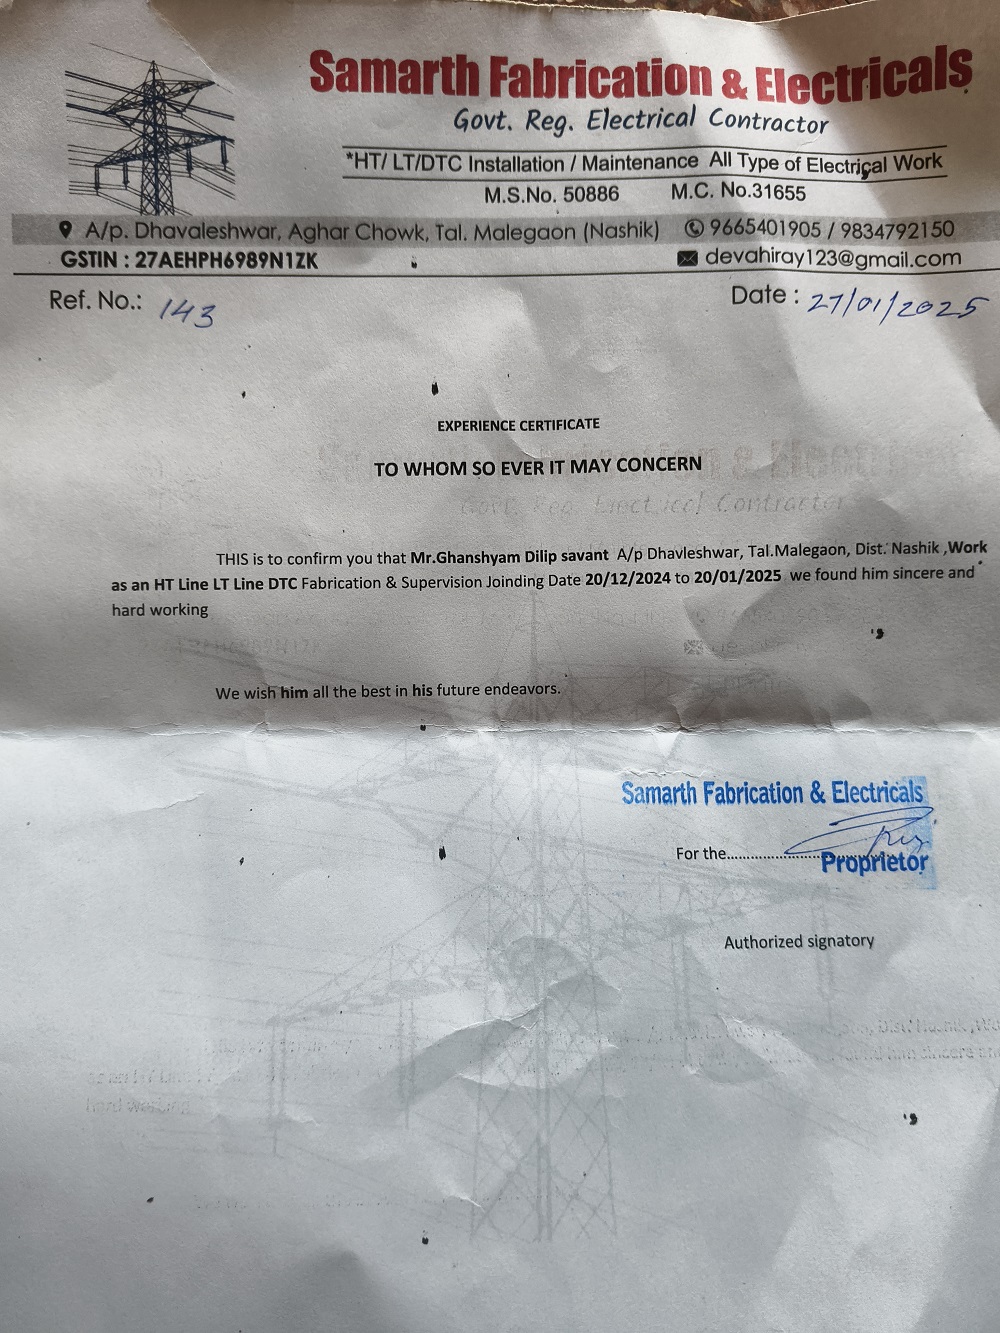 Samarth Fabrication & Electricals
Govt. Reg. Electrical Contractor
*HT/ LT/DTC Installation / Maintenance All Type of Electrical Work
M.S.No. 50886 M.C. No.31655
A/p. Dhavaleshwar, Aghar Chowk, Tal. Malegaon (Nashik) 9665401905 / 9834792150
GSTIN : 27AEHPH6989N1ZK devahiray123@gmail.com
Ref. No.: 143 Date : 27/01/2025
EXPERIENCE CERTIFICATE
TO WHOM SO EVER IT MAY CONCERN
THIS is to confirm you that Mr.Ghanshyam Dilip savant A/p Dhavleshwar, Tal.Malegaon, Dist. Nashik ,Work
as an HT Line LT Line DTC Fabrication & Supervision Joinding Date 20/12/2024 to 20/01/2025 we found him sincere and
hard working
We wish him all the best in his future endeavors.
Samarth Fabrication & Electricals
For the........................
Proprietor
Authorized signatory